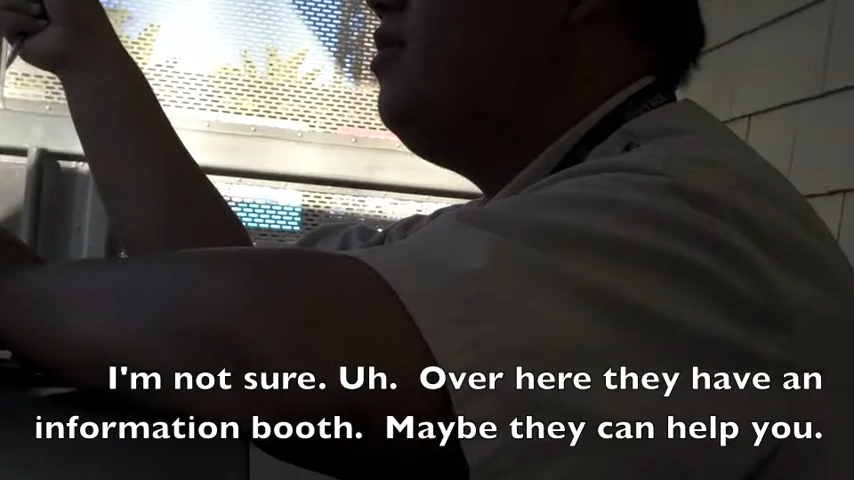 I'm not sure. Uh.  Over here they have an
information booth.  Maybe they can help you.